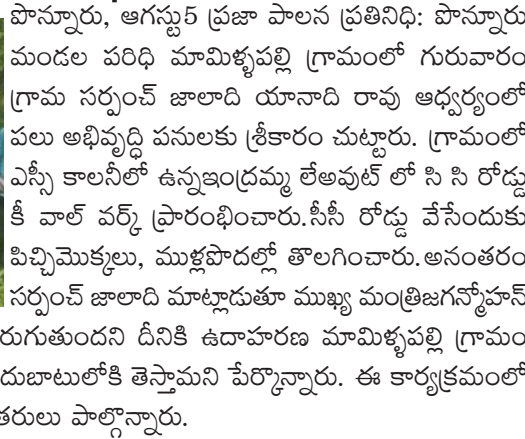 పొన్నూరు, ఆగస్టు5 ప్రజా పాలన ప్రతినిధి: పొన్నూరు
మండల పరిధి మామిళ్ళపల్లి గ్రామంలో గురువారం
గ్రామ సర్పంచ్ జాలాది యానాది రావు ఆధ్వర్యంలో
పలు అభివృద్ధి పనులకు శ్రీకారం చుట్టారు. గ్రామంలో
ఎస్సీ కాలనీలో ఉన్నఇంద్రమ్మ లేఅవుట్ లో సి సి రోడ్డు
కీ వాల్ వర్క్ ప్రారంభించారు.సీసీ రోడ్డు వేసేందుకు
పిచ్చిమొక్కలు, ముళ్లపొదల్లో తొలగించారు.అనంతరం
సర్పంచ్ జాలాది మాట్లాడుతూ ముఖ్య మంత్రిజగన్మోహన్
రుగుతుందని దీనికి ఉదాహరణ మామిళ్ళపల్లి గ్రామం
దుబాటులోకి తెస్తామని పేర్కొన్నారు. ఈ కార్యక్రమంలో
తరులు పాల్గొన్నారు.